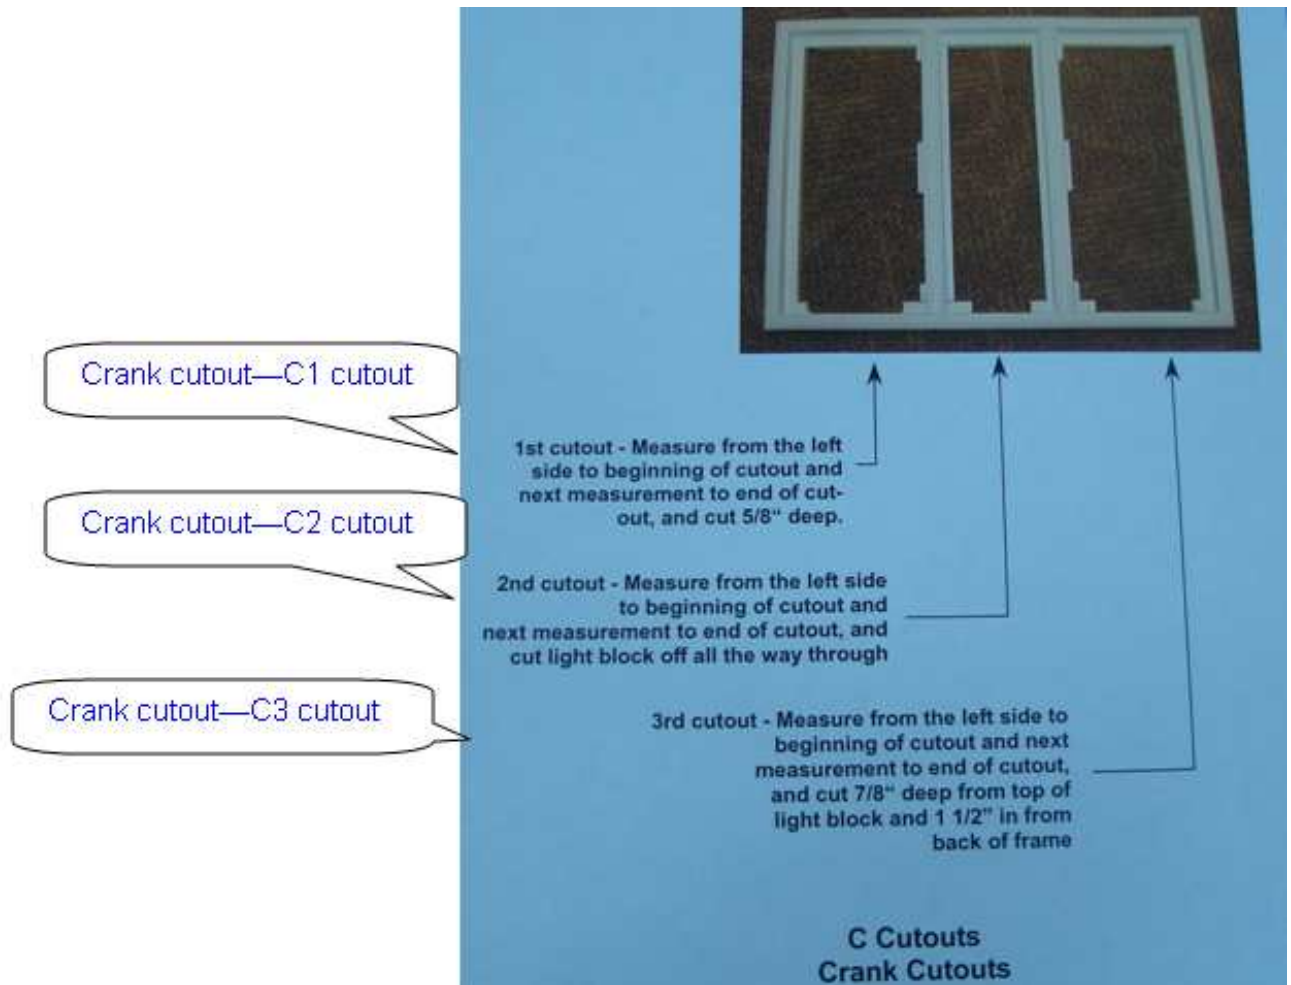 Crank cutout—C1 cutout
1st cutout - Measure from the left
side to beginning of cutout and
next measurement to end of cut-
out, and cut 5/8“ deep.
Crank cutout—C2 cutout
2nd cutout - Measure from the left side
to beginning of cutout and
next measurement to end of cutout, and
cut light block off all the way through
Crank cutout—C3 cutout
3rd cutout - Measure from the left side to
beginning of cutout and next
measurement to end of cutout,
and cut 7/8“ deep from top of
light block and 1 1/2” in from
back of frame
C Cutouts
Crank Cutouts